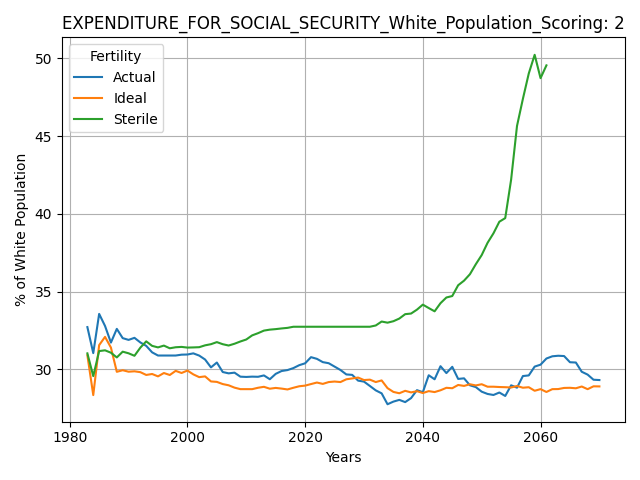 EXPENDITURE_FOR_SOCIAL_SECURITY_White_Population_Scoring: 2
Fertility
Actual
Ideal
Sterile
% of White Population
50
45
40
35
30
1980
2000
2020
2040
2060
Years